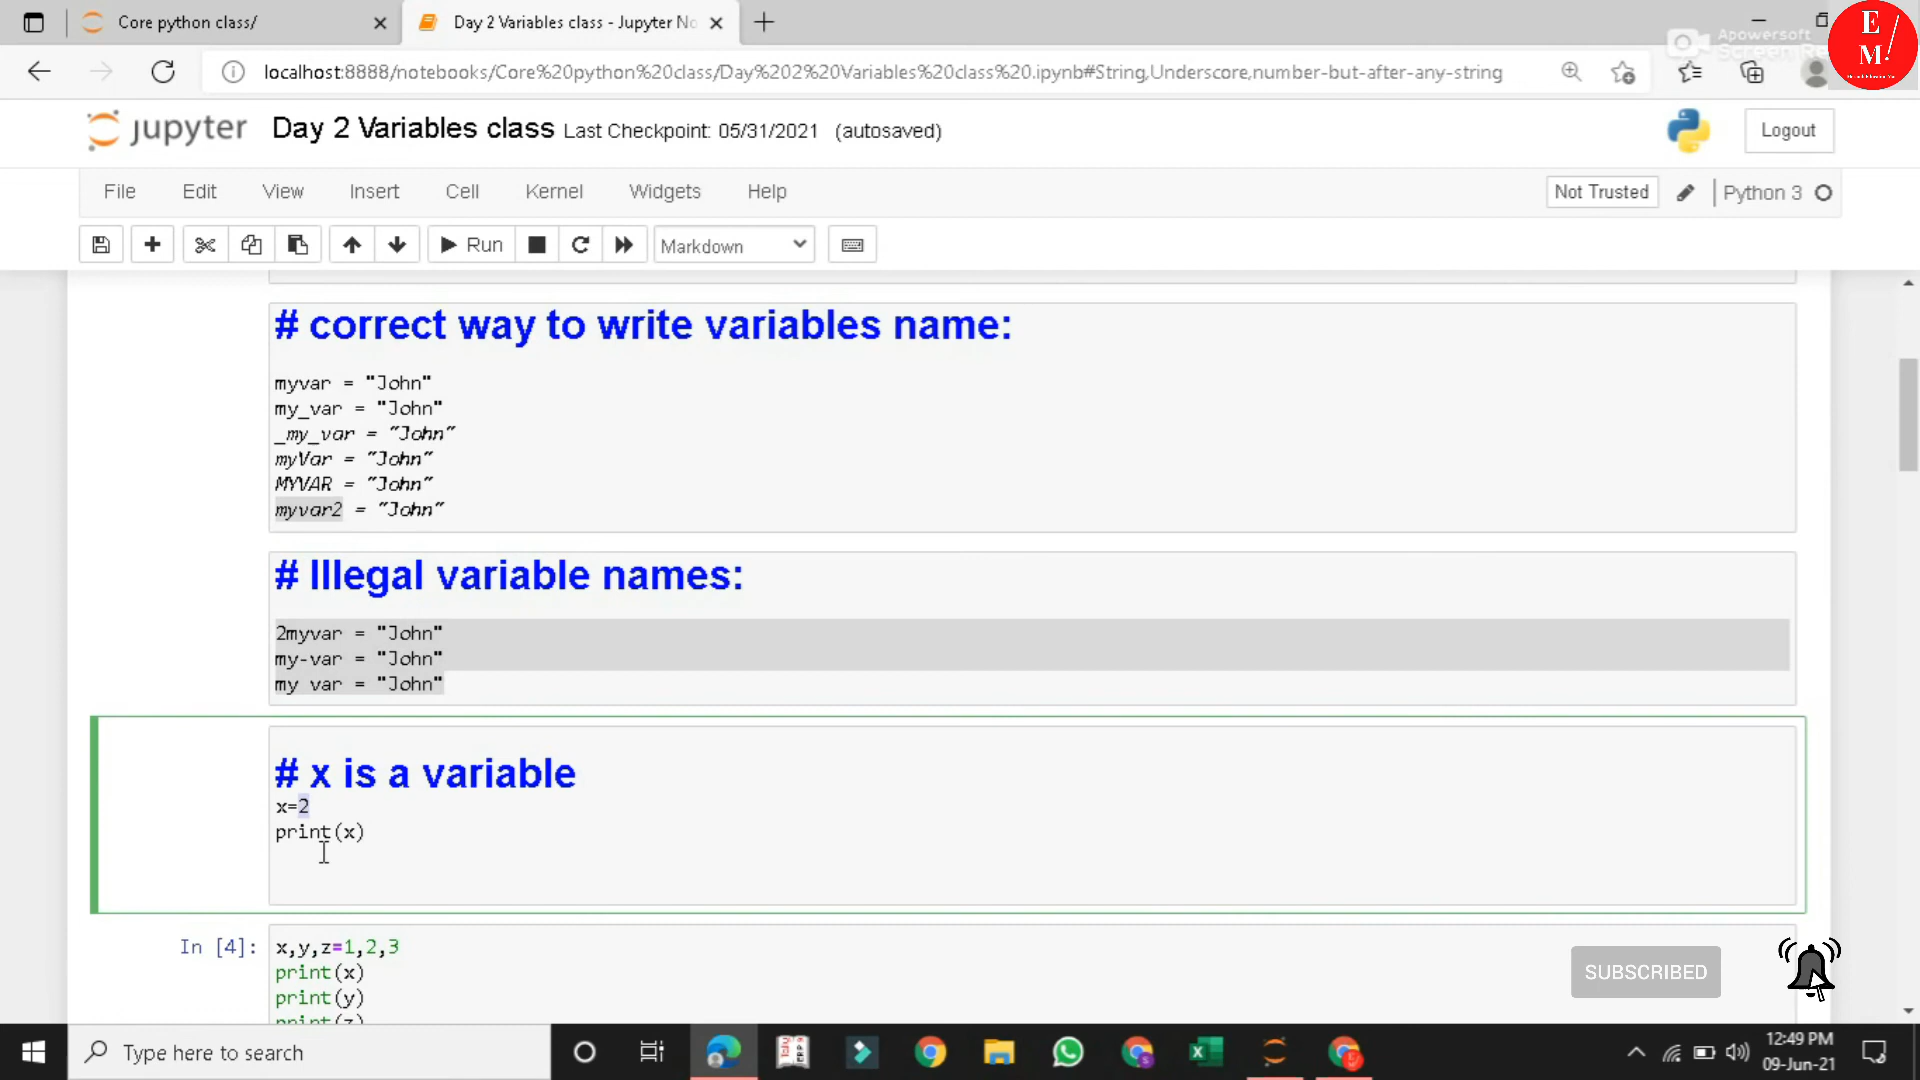 Core python class/
Day 2 Variables class - Jupyter No
E
M!
Apowersoft
localhost:8888/notebooks/Core%20python%20class/Day%202%20Variables%20class%20.ipynb#String,Underscore,number-but-after-any-string
jupyter Day 2 Variables class Last Checkpoint: 05/31/2021 (autosaved)
Logout
File Edit View Insert Cell Kernel Widgets Help
Not Trusted
Python 3
Run
Markdown
# correct way to write variables name:
myvar = "John"
my_var = "John"
_my_var = "John"
myVar = "John"
MYVAR = "John"
myvar2 = "John"
# Illegal variable names:
2myvar = "John"
my-var = "John"
my var = "John"
# x is a variable
x=2
print(x)
In [4]:
x,y,z=1,2,3
print(x)
print(y)
print(z)
SUBSCRIBED
Type here to search
12:49 PM
09-Jun-21